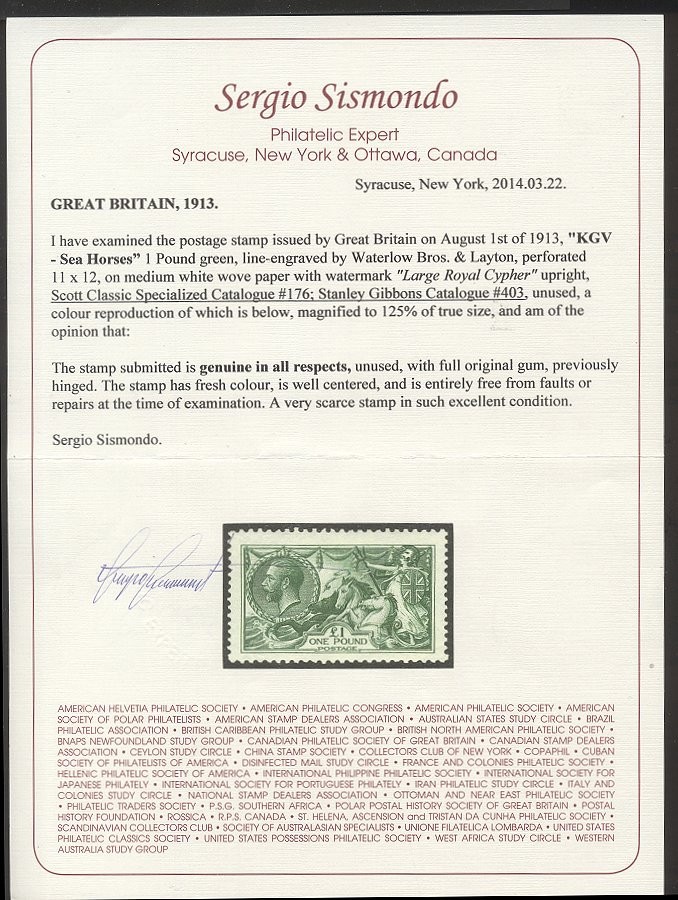 Sergio Sismondo
Philatelic Expert
Syracuse, New York & Ottawa, Canada
Syracuse, New York, 2014.03.22.
GREAT BRITAIN, 1913.
I have examined the postage stamp issued by Great Britain on August 1st of 1913, "KGV
- Sea Horses” 1 Pound green, line-engraved by Waterlow Bros. & Layton, perforated
11 x 12, on medium white wove paper with watermark "Large Royal Cypher" upright,
Scott Classic Specialized Catalogue #176; Stanley Gibbons Catalogue #403, unused, a
colour reproduction of which is below, magnified to 125% of true size, and am of the
opinion that:
The stamp submitted is genuine in all respects, unused, with full original gum, previously
hinged. The stamp has fresh colour, is well centered, and is entirely free from faults or
repairs at the time of examination. A very scarce stamp in such excellent condition.
Sergio Sismondo.
£1
ONE POUND
POSTAGE
AMERICAN HELVETIA PHILATELIC SOCIETY • AMERICAN PHILATELIC CONGRESS • AMERICAN PHILATELIC SOCIETY • AMERICAN
SOCIETY OF POLAR PHILATELISTS • AMERICAN STAMP DEALERS ASSOCIATION • AUSTRALIAN STATES STUDY CIRCLE • BRAZIL
PHILATELIC ASSOCIATION • BRITISH CARIBBEAN PHILATELIC STUDY GROUP • BRITISH NORTH AMERICAN PHILATELIC SOCIETY •
BNAPS NEWFOUNDLAND STUDY GROUP • CANADIAN PHILATELIC SOCIETY OF GREAT BRITAIN • CANADIAN STAMP DEALERS
ASSOCIATION • CEYLON STUDY CIRCLE • CHINA STAMP SOCIETY • COLLECTORS CLUB OF NEW YORK • COPAPHIL • CUBAN
SOCIETY OF PHILATELISTS OF AMERICA • DISINFECTED MAIL STUDY CIRCLE • FRANCE AND COLONIES PHILATELIC SOCIETY •
HELLENIC PHILATELIC SOCIETY OF AMERICA • INTERNATIONAL PHILIPPINE PHILATELIC SOCIETY • INTERNATIONAL SOCIETY FOR
JAPANESE PHILATELY • INTERNATIONAL SOCIETY FOR PORTUGUESE PHILATELY • IRAN PHILATELIC STUDY CIRCLE • ITALY AND
COLONIES STUDY CIRCLE • NATIONAL STAMP DEALERS ASSOCIATION • OTTOMAN AND NEAR EAST PHILATELIC SOCIETY
• PHILATELIC TRADERS SOCIETY • P.S.G. SOUTHERN AFRICA • POLAR POSTAL HISTORY SOCIETY OF GREAT BRITAIN • POSTAL
HISTORY FOUNDATION • ROSSICA • R.P.S. CANADA • ST. HELENA, ASCENSION and TRISTAN DA CUNHA PHILATELIC SOCIETY •
SCANDINAVIAN COLLECTORS CLUB • SOCIETY OF AUSTRALASIAN SPECIALISTS • UNIONE FILATELICA LOMBARDA • UNITED STATES
PHILATELIC CLASSICS SOCIETY • UNITED STATES POSSESSIONS PHILATELIC SOCIETY • WEST AFRICA STUDY CIRCLE • WESTERN
AUSTRALIA STUDY GROUP